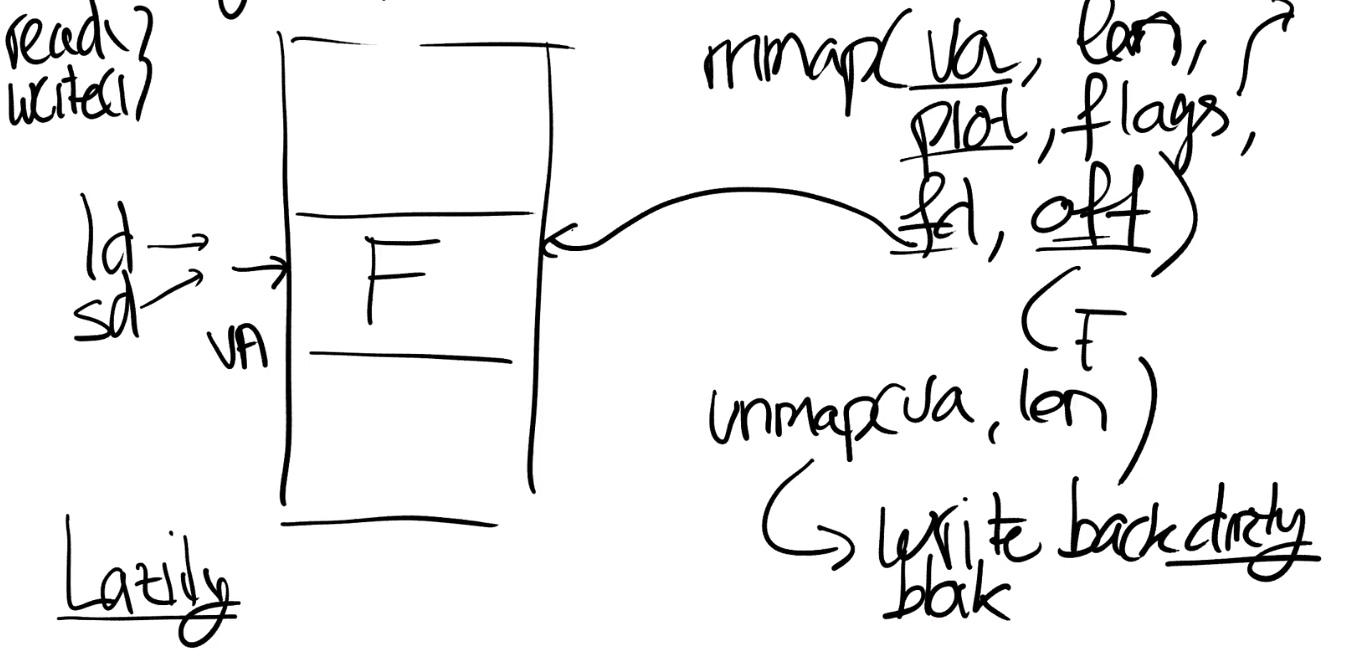 read()
write()
mmap(va, len,
prot, flags,
fd, off)
ld
sd
VA
F
F
unmap(va, len)
write back dirty
block
Lazily